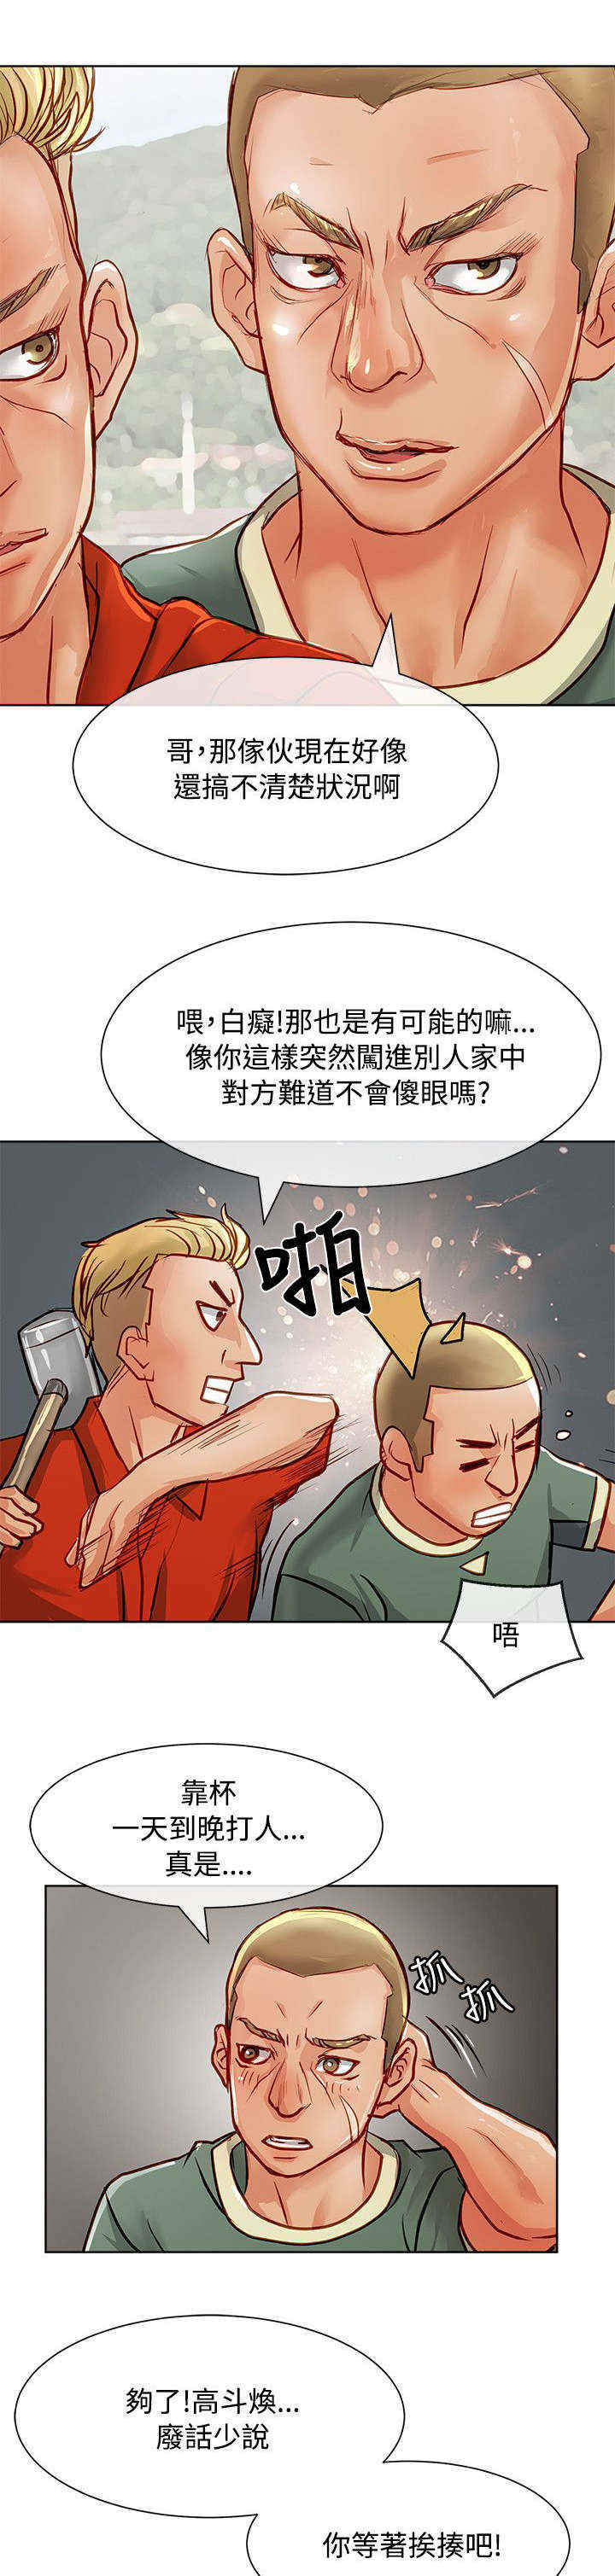 哥,那傢伙現在好像
還搞不清楚狀況啊
喂,白癡!那也是有可能的嘛...
像你這樣突然闖進別人家中
對方難道不會傻眼嗎?
啪
唔
靠杯
一天到晚打人...
真是....
抓
抓
夠了!高斗煥...
廢話少說
你等著挨揍吧!